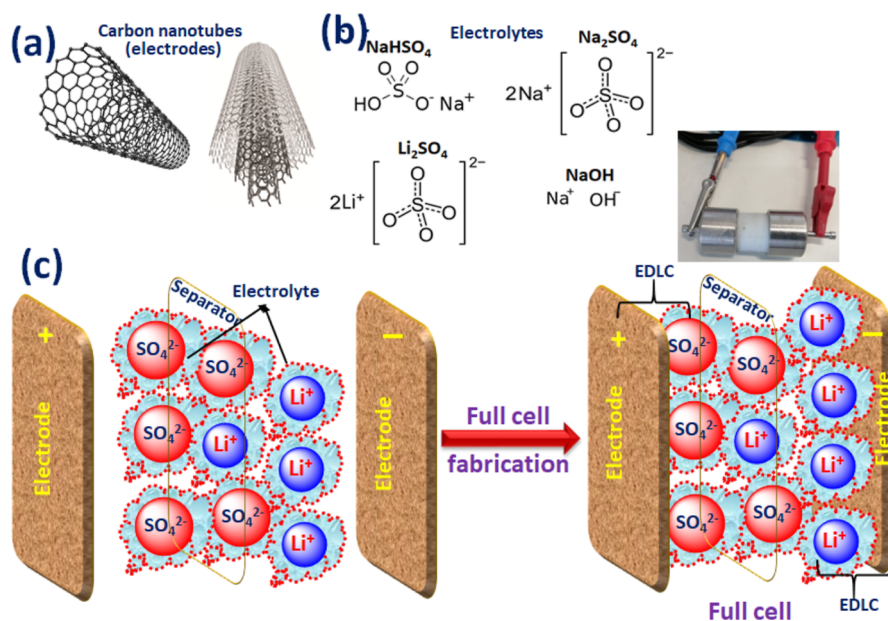 (a)
Carbon nanotubes
(electrodes)
(b)
Electrolytes
NaHSO₄
O O
S
HO O⁻ Na⁺
Na₂SO₄
2Na⁺ [ O S O O O ]²⁻
Li₂SO₄
2Li⁺ [ O S O O O ]²⁻
NaOH
Na⁺ OH⁻
(c)
+
Electrode
Separator
Electrolyte
SO₄²⁻
SO₄²⁻
Li⁺
SO₄²⁻
Li⁺
Li⁺
SO₄²⁻
SO₄²⁻
Li⁺
−
Electrode
Full cell
fabrication
EDLC
+
Electrode
Separator
SO₄²⁻
SO₄²⁻
Li⁺
Li⁺
SO₄²⁻
Li⁺
Li⁺
SO₄²⁻
SO₄²⁻
Li⁺
−
Electrode
EDLC
Full cell